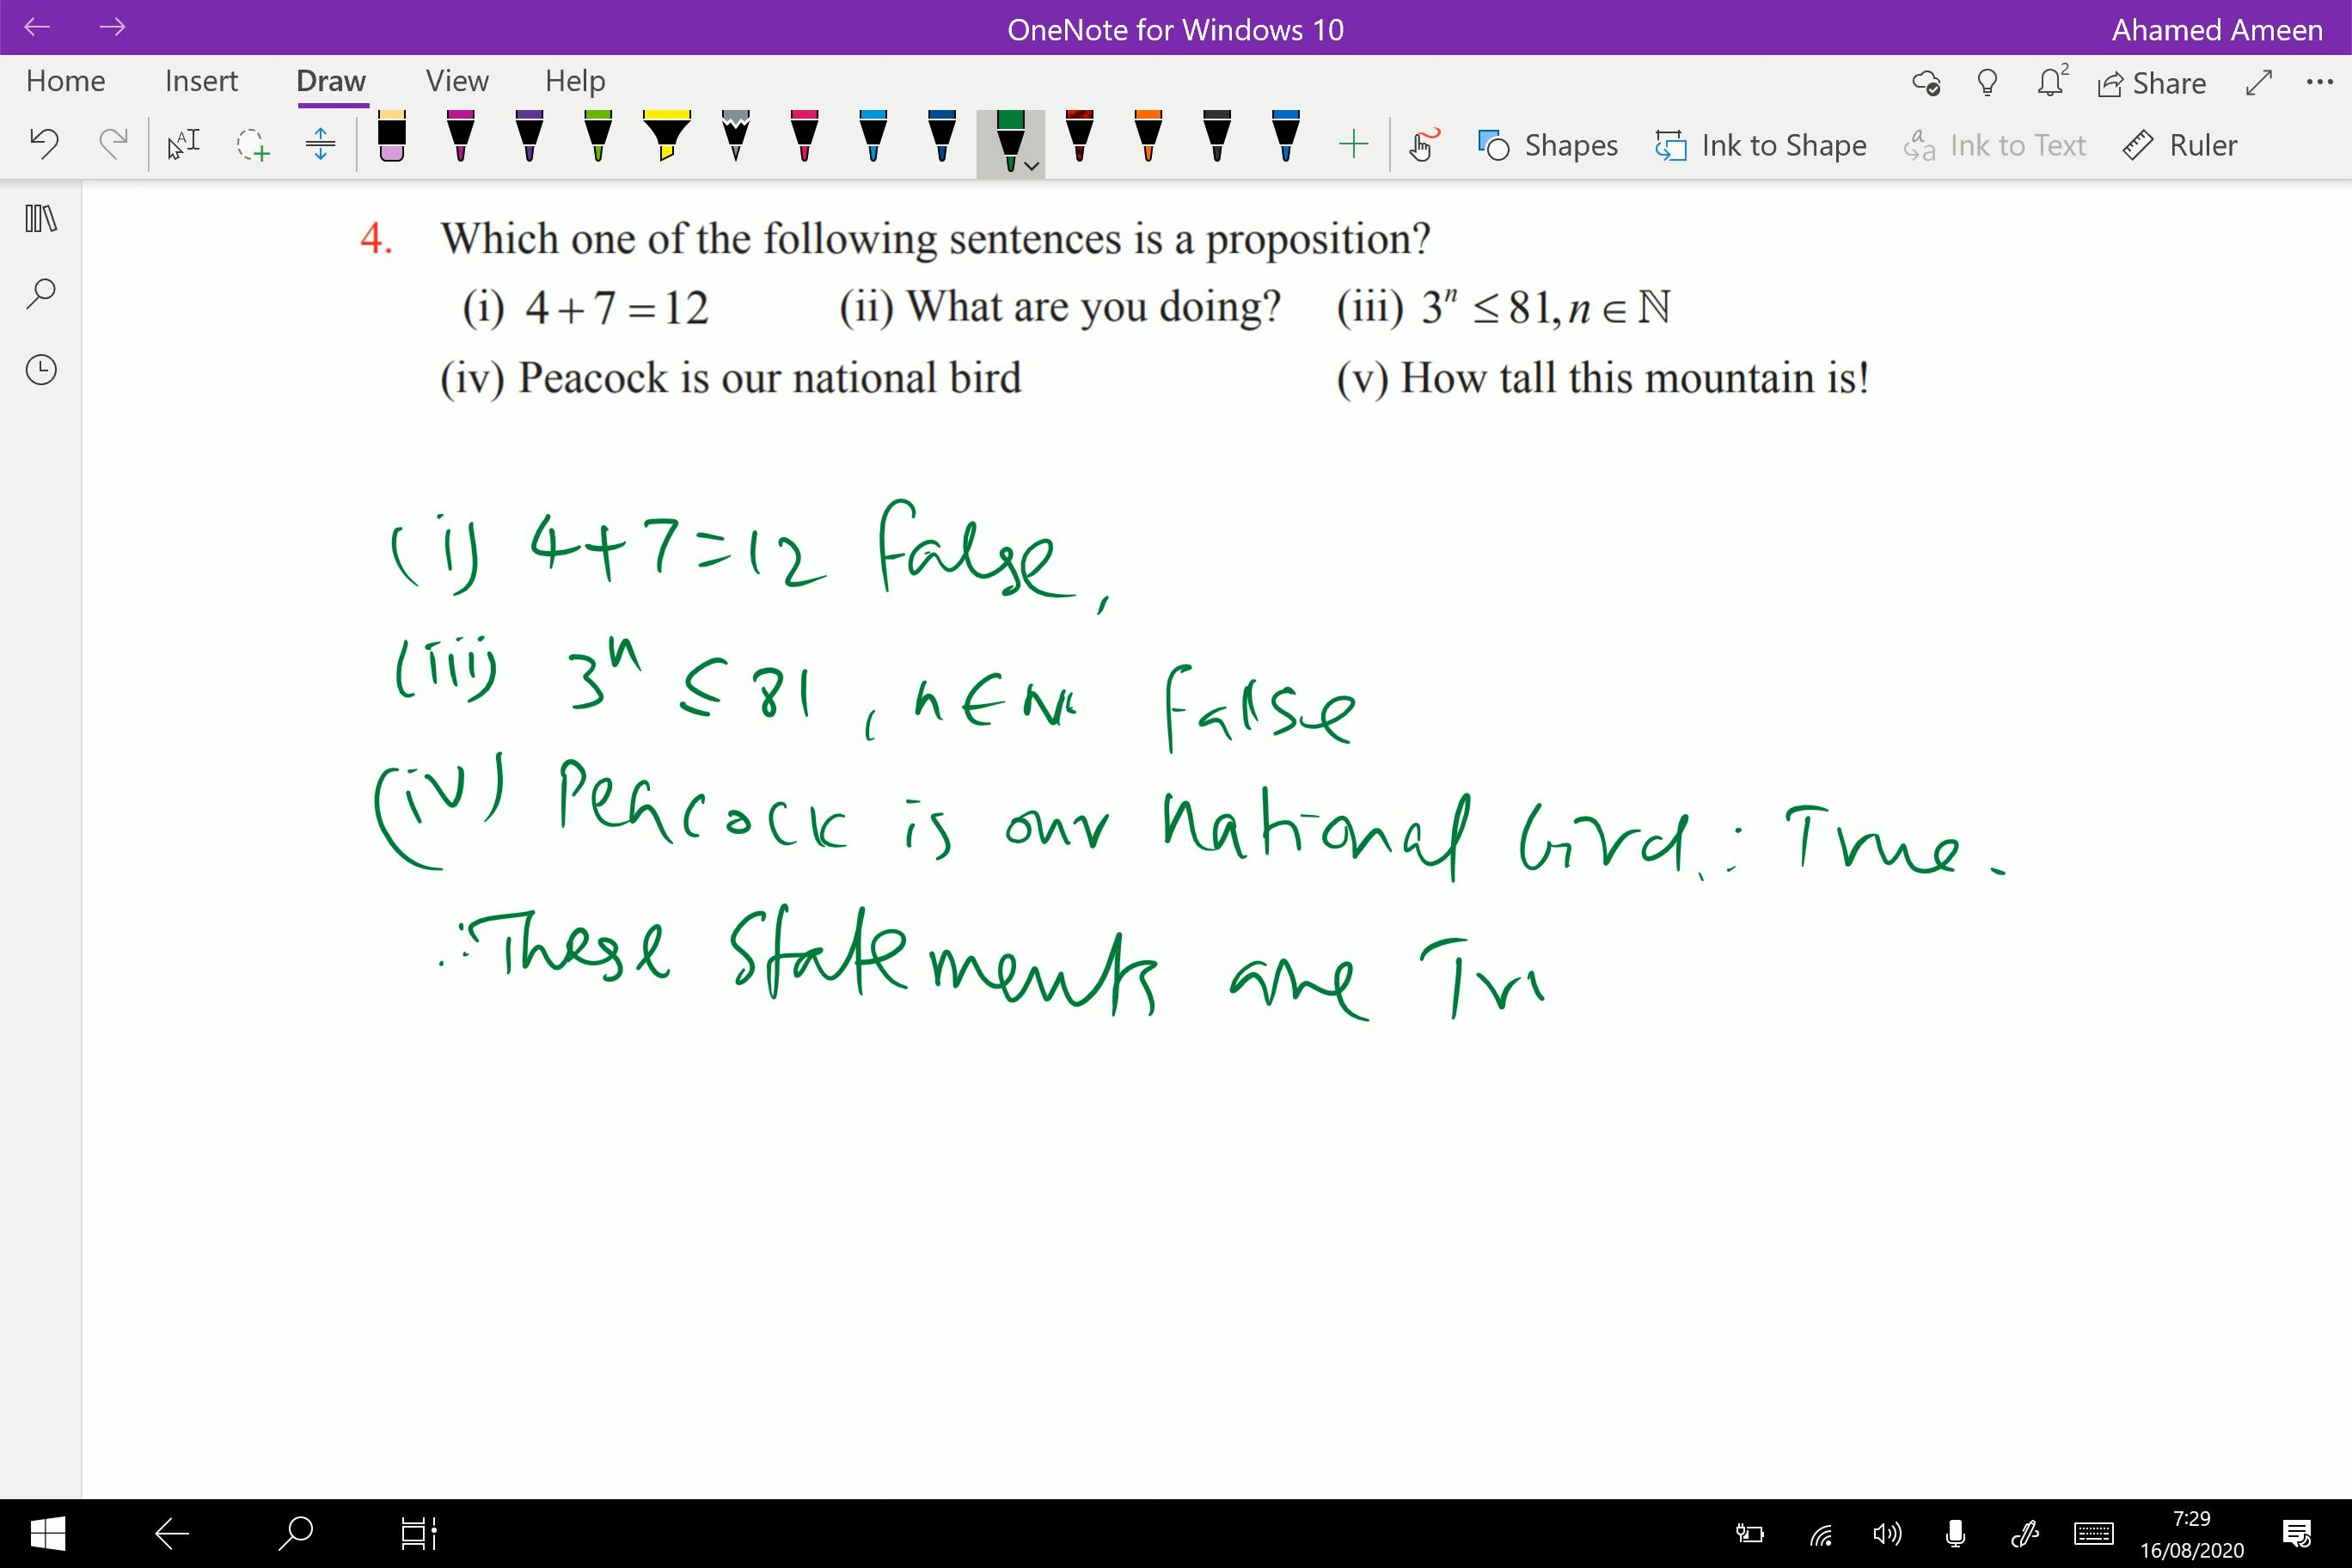 OneNote for Windows 10
Ahamed Ameen
Home Insert Draw View Help
2 Share
Shapes Ink to Shape Ink to Text Ruler
4. Which one of the following sentences is a proposition?
(i) 4 + 7 = 12 (ii) What are you doing? (iii) 3ⁿ ≤ 81, n ∈ ℕ
(iv) Peacock is our national bird (v) How tall this mountain is!
(i) 4+7=12 False,
(iii) 3ⁿ ≤ 81, n ∈ N False
(iv) Peacock is our national bird. : True.
∴ These Statements are Tru
7:29
16/08/2020